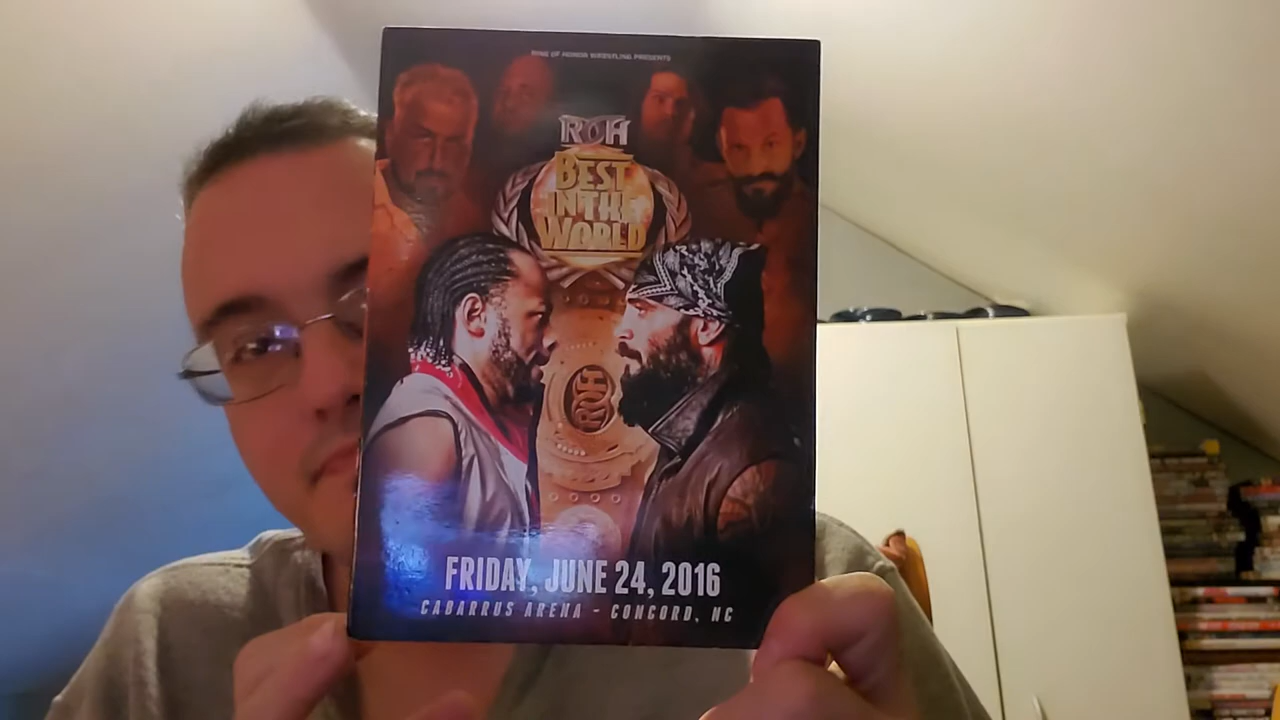 RING OF HONOR WRESTLING PRESENTS
ROH
BEST
IN THE
WORLD
ROH
FRIDAY, JUNE 24, 2016
CABARRUS ARENA - CONCORD, NC